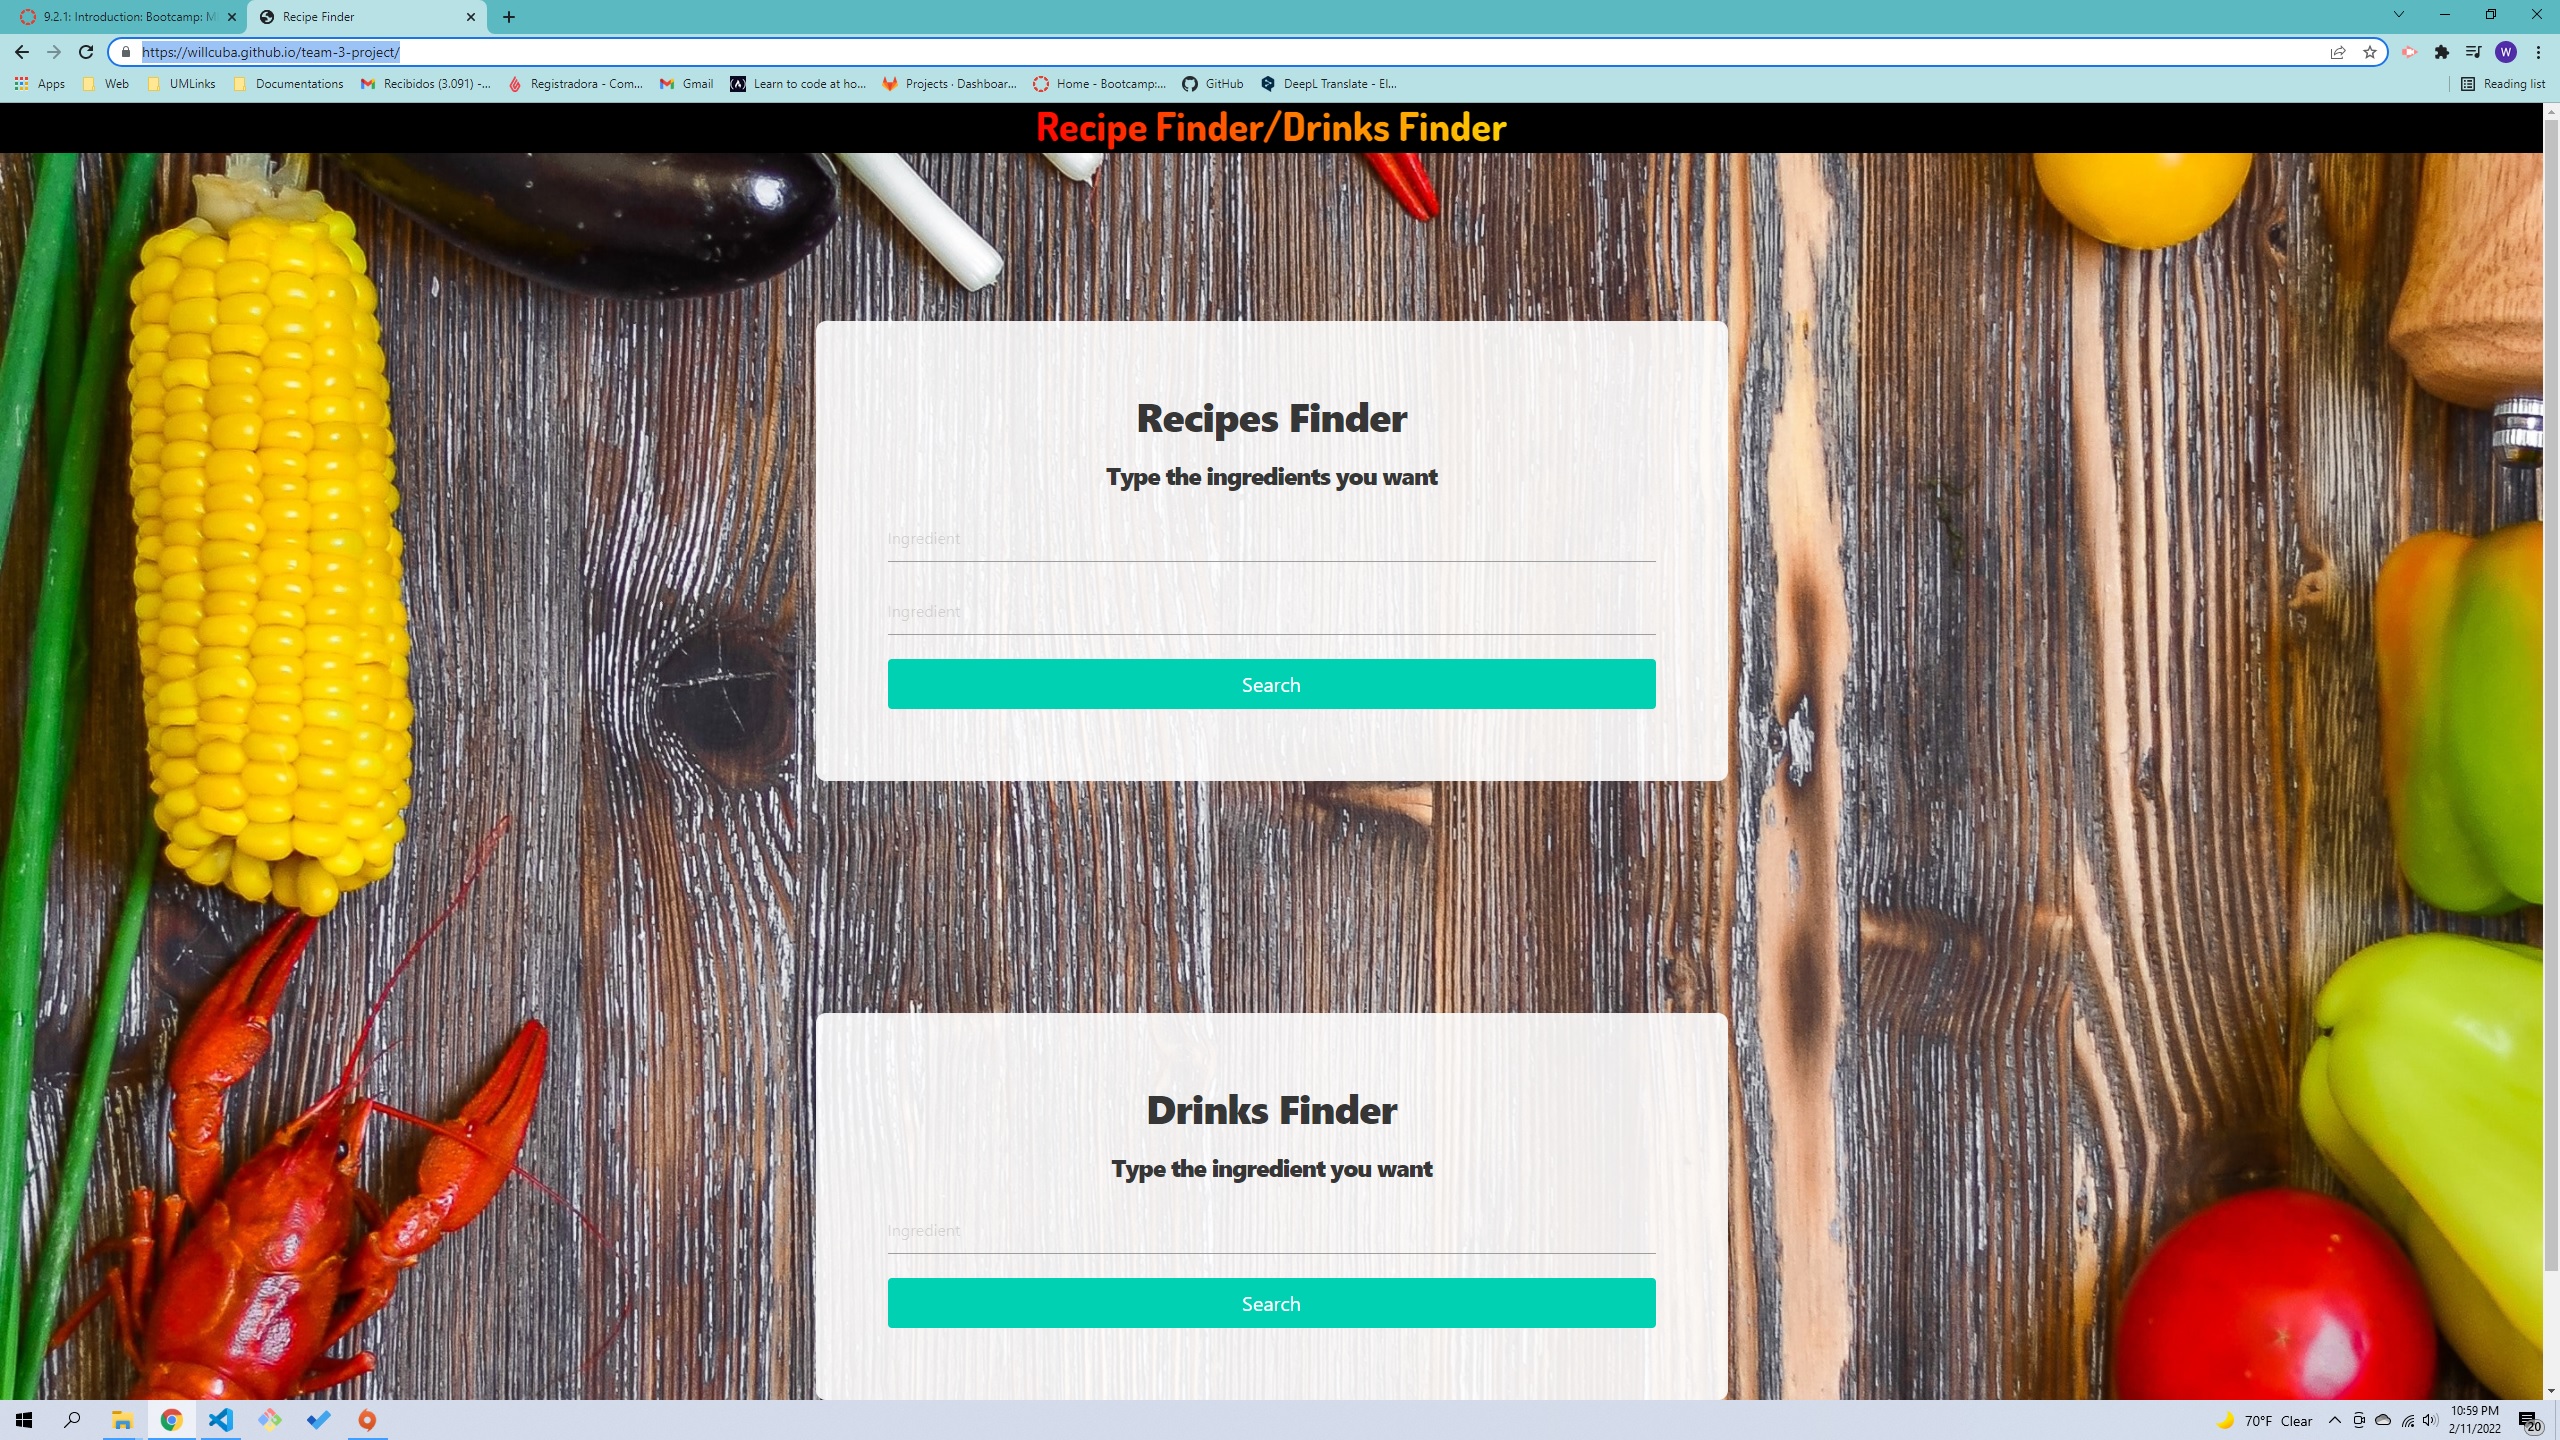 9.2.1: Introduction: Bootcamp: M
Recipe Finder
https://willcuba.github.io/team-3-project/
W
Apps
Web
UMLinks
Documentations
Recibidos (3.091) -...
Registradora - Com...
Gmail
Learn to code at ho...
Projects · Dashboar...
Home - Bootcamp:...
GitHub
DeepL Translate - El...
Reading list
Recipe Finder/Drinks Finder
Recipes Finder
Type the ingredients you want
Ingredient
Ingredient
Search
Drinks Finder
Type the ingredient you want
Ingredient
Search
70°F Clear
10:59 PM
2/11/2022
20